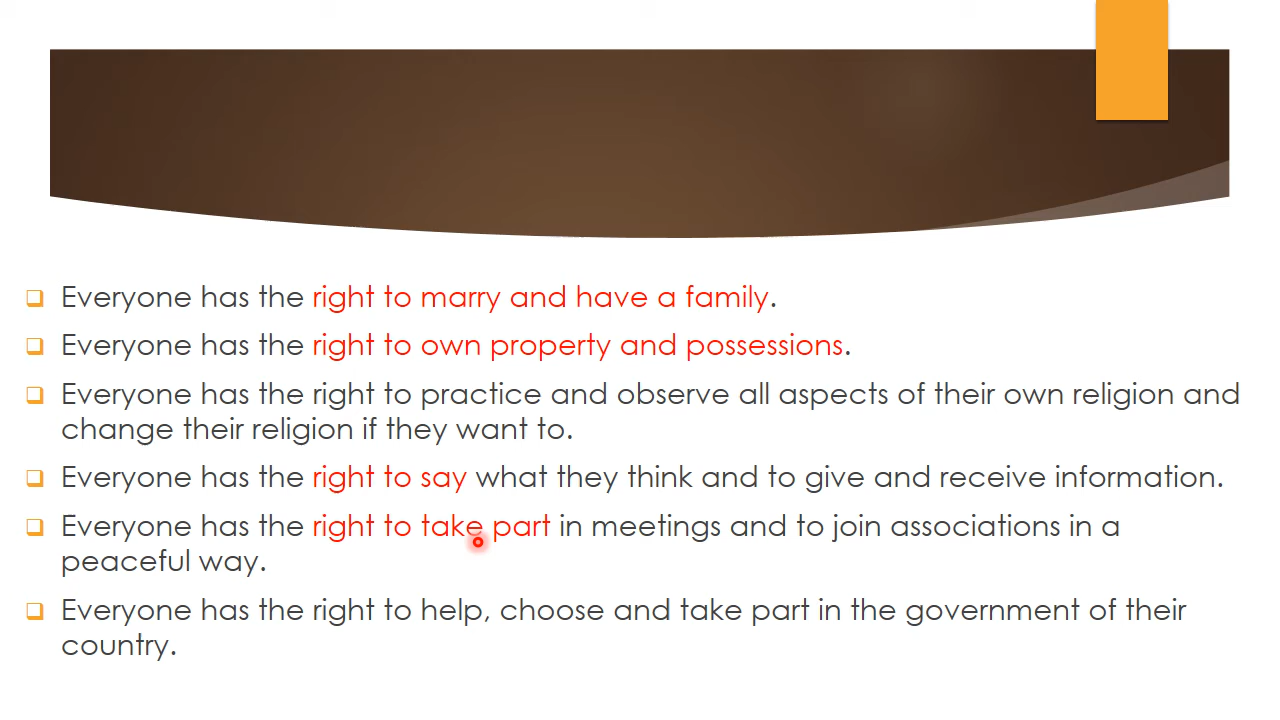 Everyone has the right to marry and have a family.
Everyone has the right to own property and possessions.
Everyone has the right to practice and observe all aspects of their own religion and
change their religion if they want to.
Everyone has the right to say what they think and to give and receive information.
Everyone has the right to take part in meetings and to join associations in a
peaceful way.
Everyone has the right to help, choose and take part in the government of their
country.